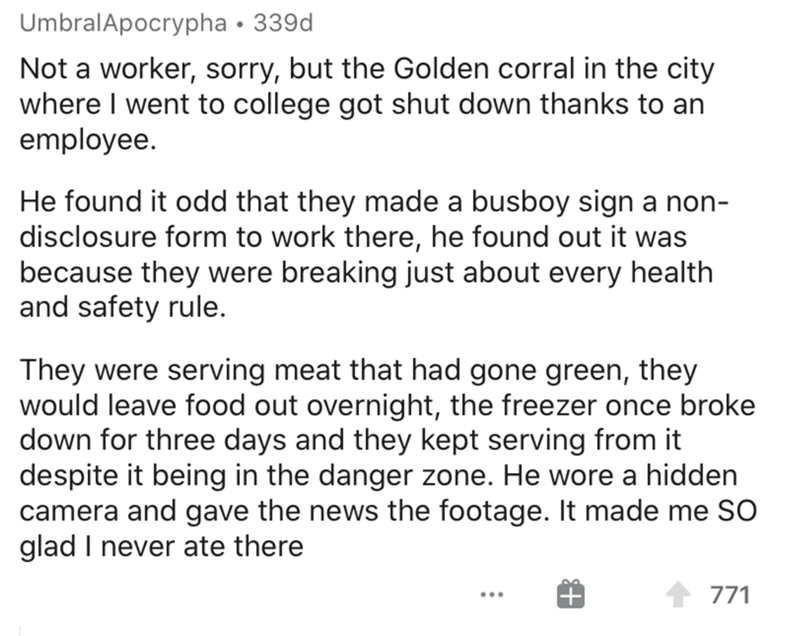 UmbralApocrypha • 339d
Not a worker, sorry, but the Golden corral in the city
where I went to college got shut down thanks to an
employee.
He found it odd that they made a busboy sign a non-
disclosure form to work there, he found out it was
because they were breaking just about every health
and safety rule.
They were serving meat that had gone green, they
would leave food out overnight, the freezer once broke
down for three days and they kept serving from it
despite it being in the danger zone. He wore a hidden
camera and gave the news the footage. It made me SO
glad I never ate there
... 771